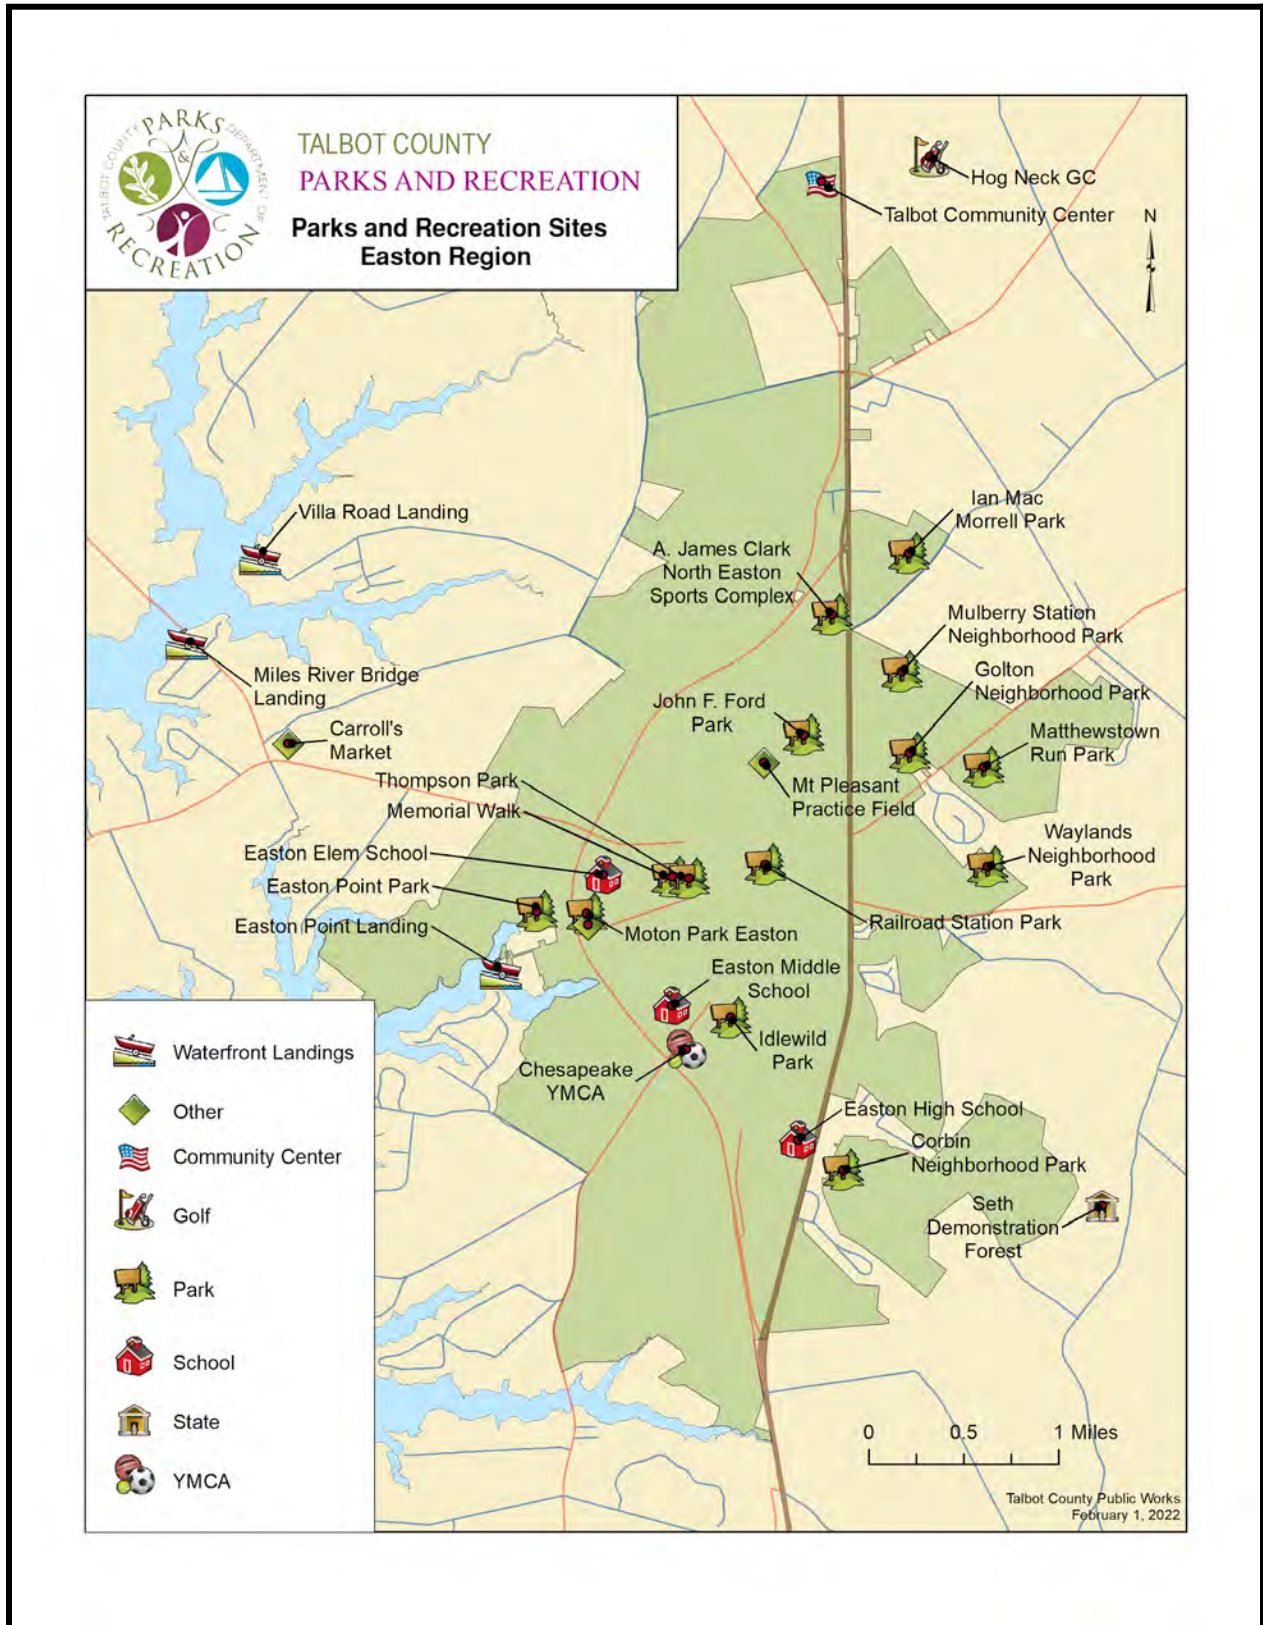 TALBOT COUNTY PARKS & RECREATION DEPARTMENT OF
TALBOT COUNTY
PARKS AND RECREATION
Parks and Recreation Sites
Easton Region
Hog Neck GC
Talbot Community Center
N
Villa Road Landing
Ian Mac
Morrell Park
A. James Clark
North Easton
Sports Complex
Mulberry Station
Neighborhood Park
Miles River Bridge
Landing
Golton
Neighborhood Park
John F. Ford
Park
Carroll's
Market
Matthewstown
Run Park
Thompson Park
Mt Pleasant
Practice Field
Memorial Walk
Waylands
Neighborhood
Park
Easton Elem School
Easton Point Park
Easton Point Landing
Railroad Station Park
Moton Park Easton
Easton Middle
School
Idlewild
Park
Chesapeake
YMCA
Easton High School
Corbin
Neighborhood Park
Seth
Demonstration
Forest
Waterfront Landings
Other
Community Center
Golf
Park
School
State
YMCA
0 0.5 1 Miles
Talbot County Public Works
February 1, 2022